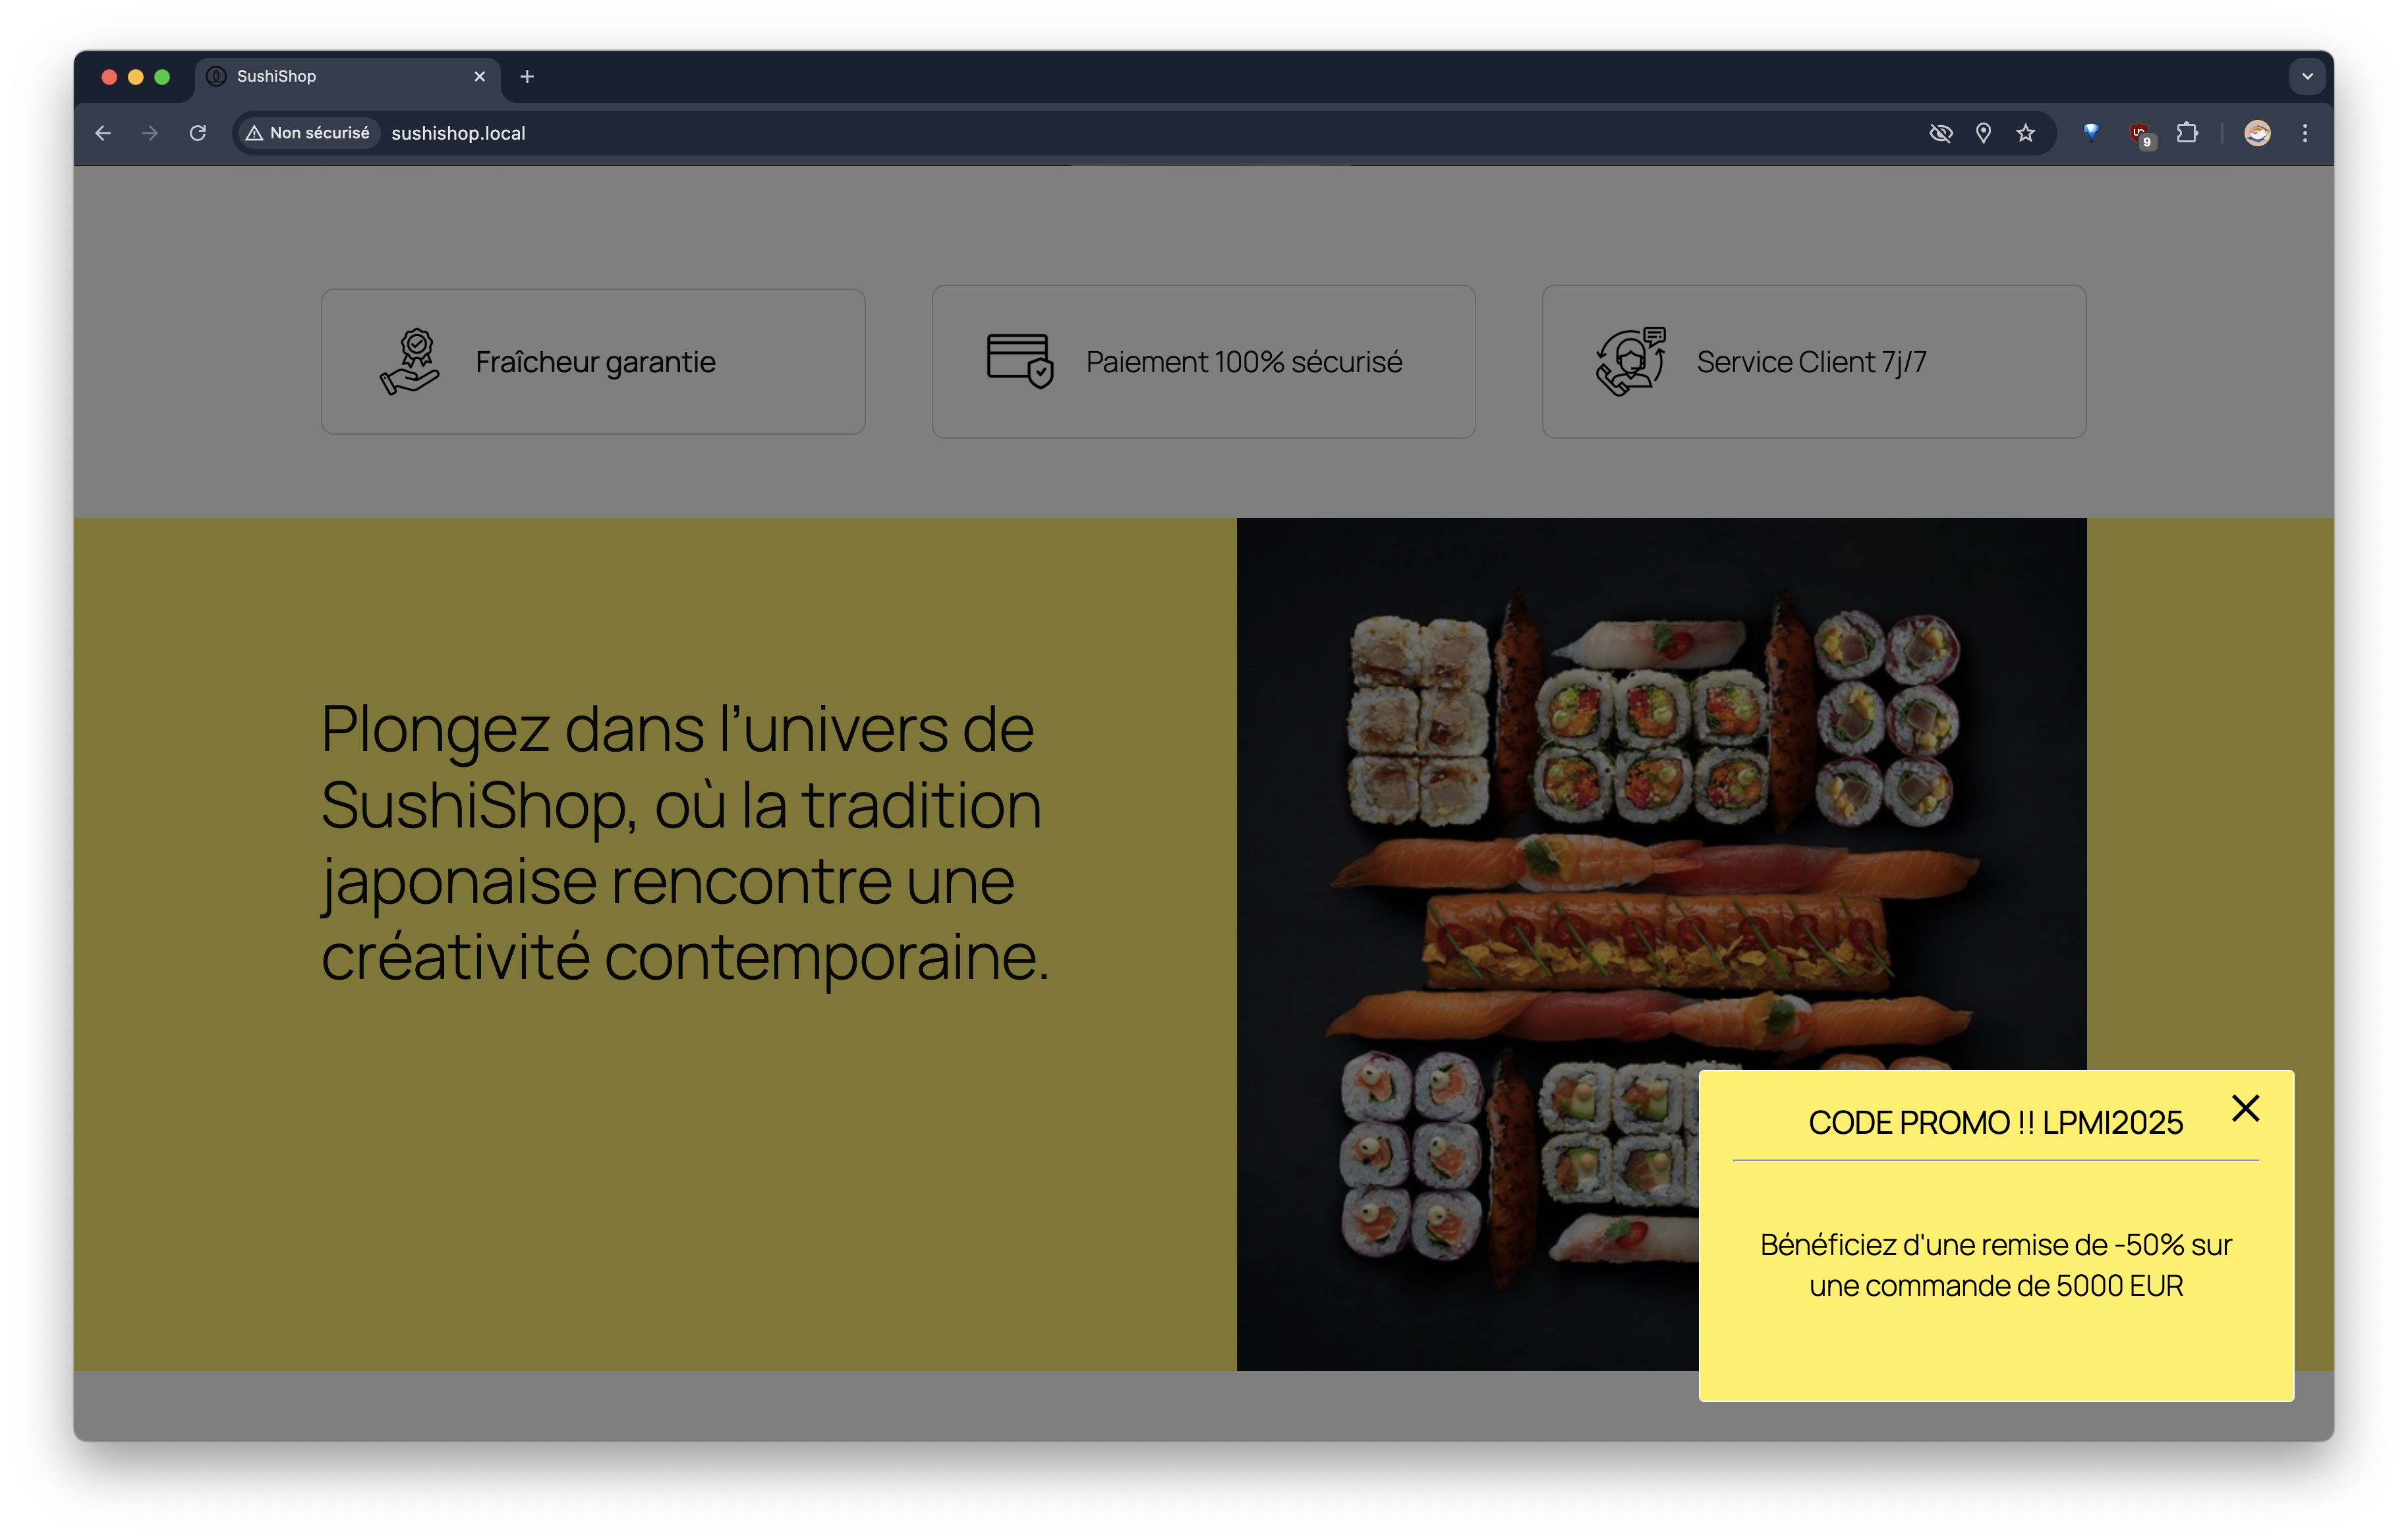 SushiShop
Non sécurisé
sushishop.local
9
Fraîcheur garantie
Paiement 100% sécurisé
Service Client 7j/7
Plongez dans l’univers de
SushiShop, où la tradition
japonaise rencontre une
créativité contemporaine.
CODE PROMO !! LPMI2025
Bénéficiez d'une remise de -50% sur
une commande de 5000 EUR